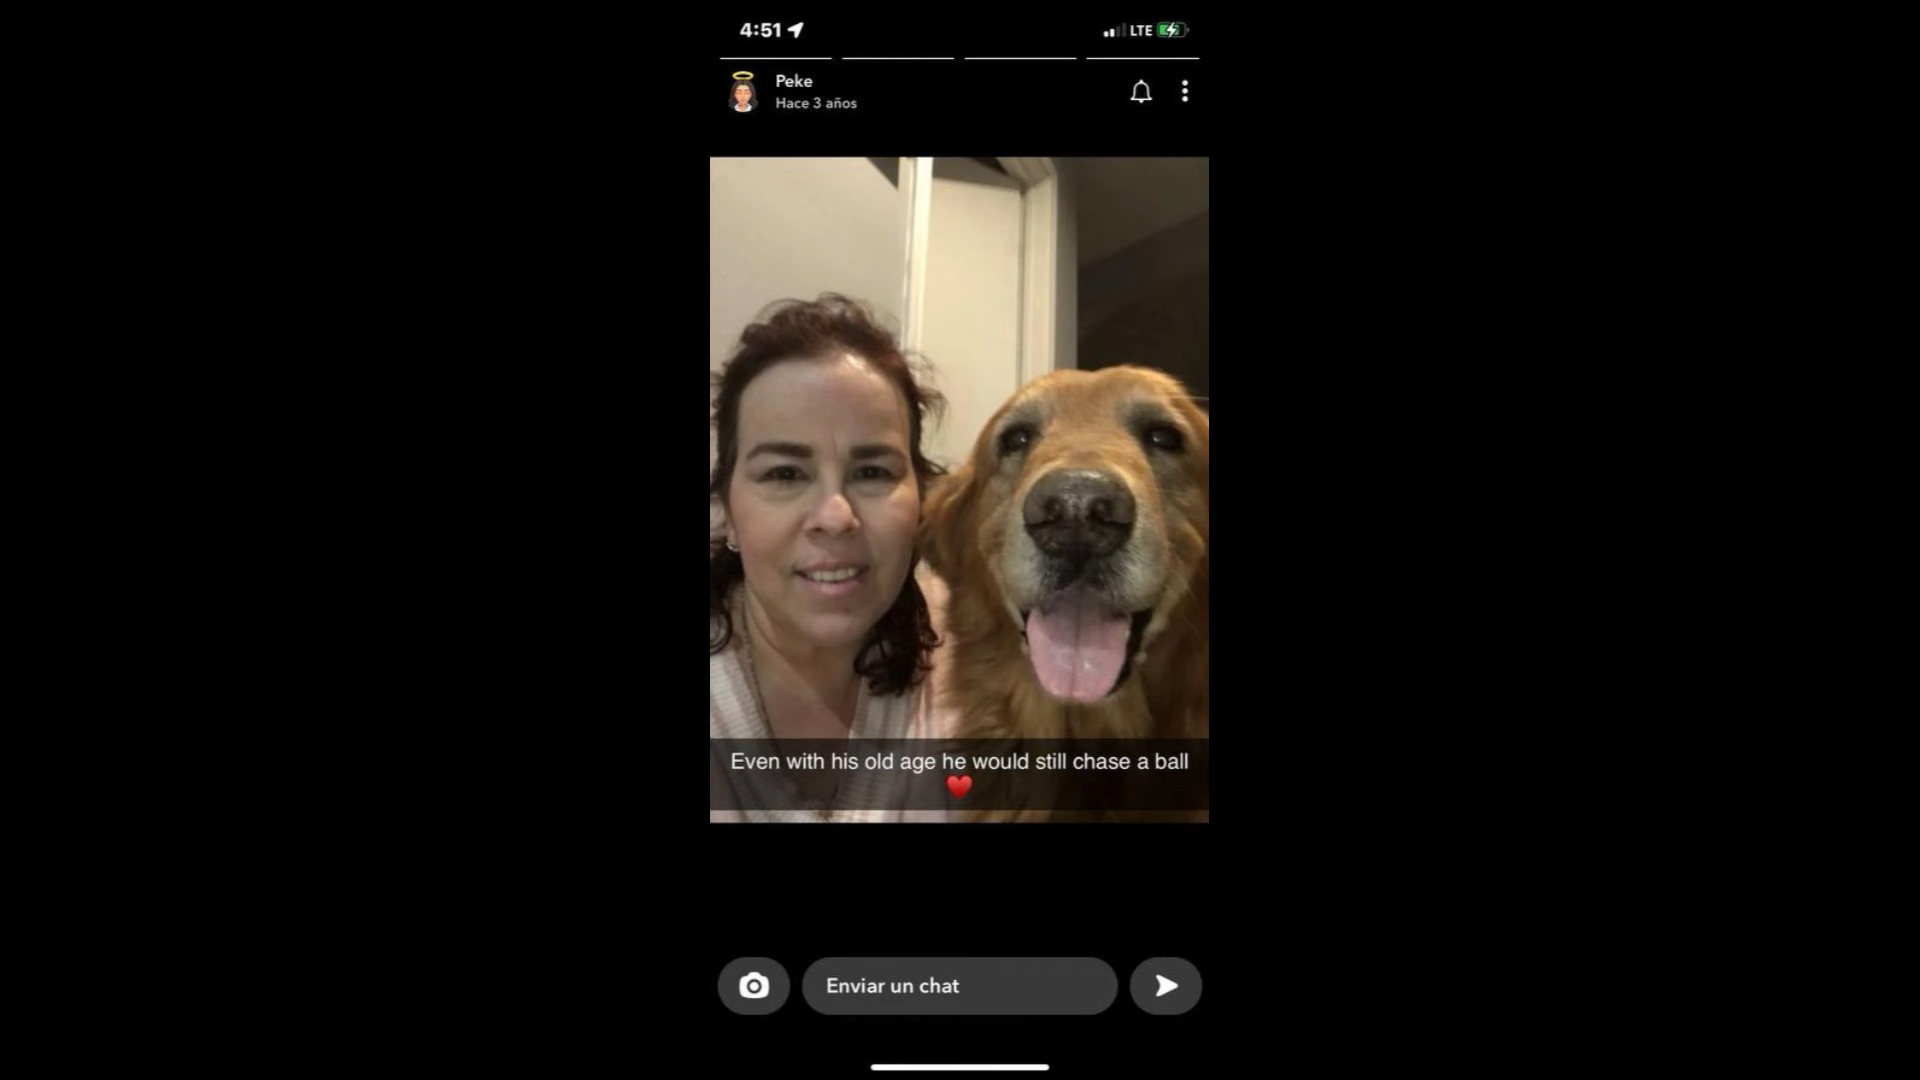 4:51
LTE
Peke
Hace 3 años
Even with his old age he would still chase a ball
❤️
Enviar un chat